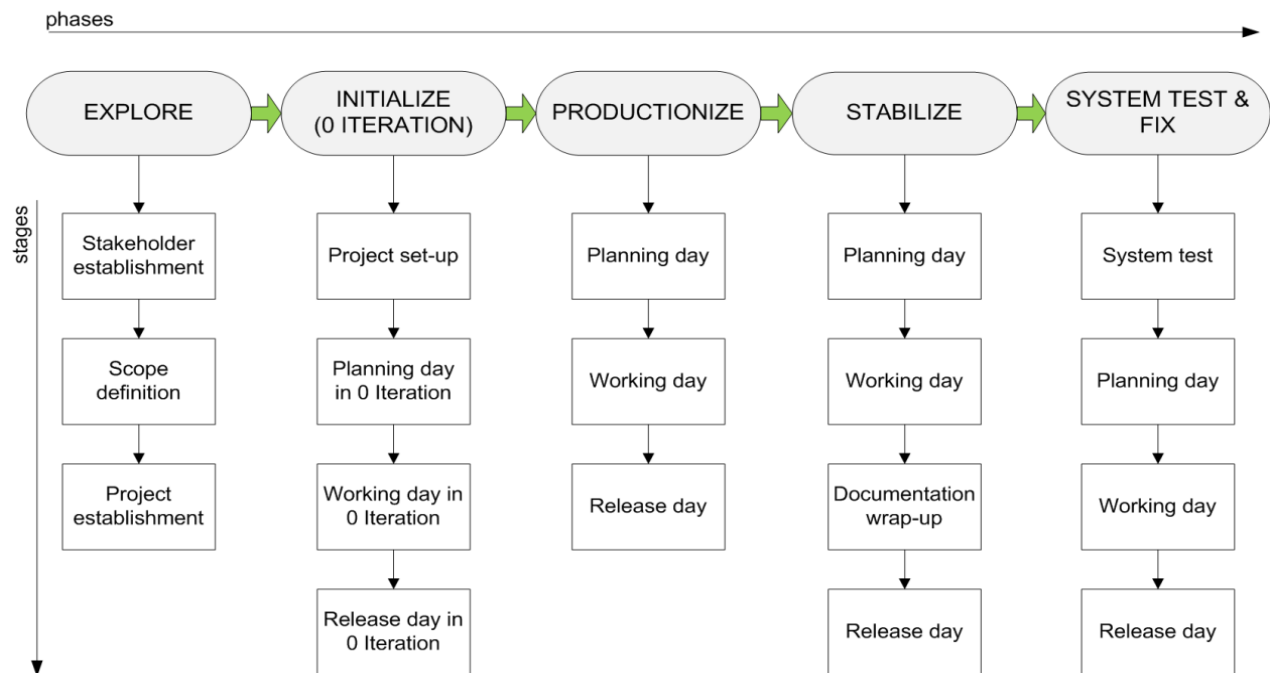 phases
EXPLORE
INITIALIZE
(0 ITERATION)
PRODUCTIONIZE
STABILIZE
SYSTEM TEST &
FIX
stages
Stakeholder
establishment
Project set-up
Planning day
Planning day
System test
Scope
definition
Planning day
in 0 Iteration
Working day
Working day
Planning day
Project
establishment
Working day in
0 Iteration
Release day
Documentation
wrap-up
Working day
Release day in
0 Iteration
Release day
Release day